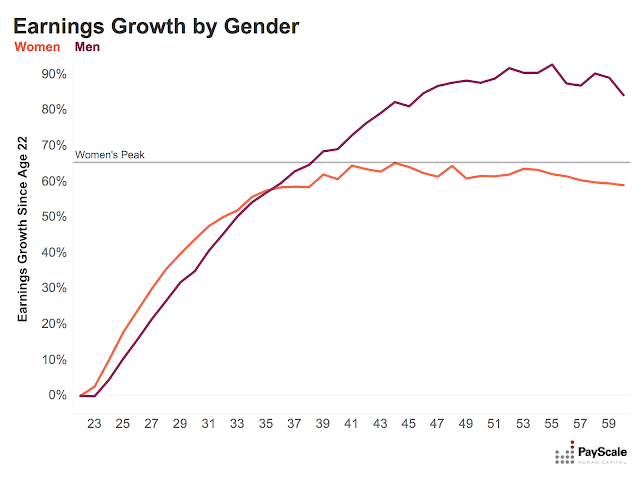 Earnings Growth by Gender
Women Men
Earnings Growth Since Age 22
90%
80%
70%
Women's Peak
60%
50%
40%
30%
20%
10%
0%
23 25 27 29 31 33 35 37 39 41 43 45 47 49 51 53 55 57 59
PayScale
HUMAN CAPITAL